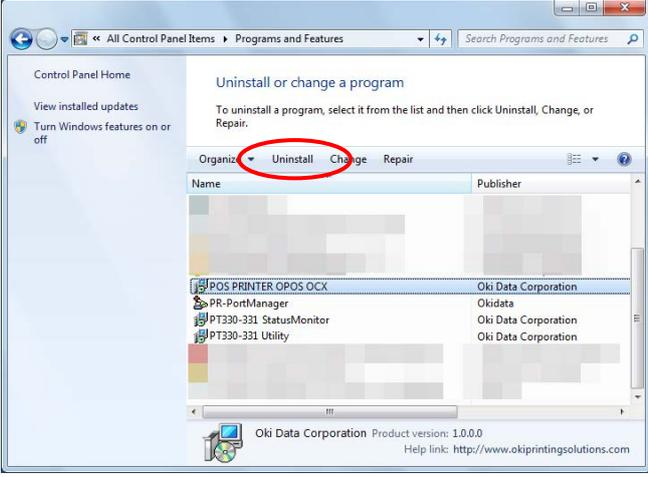 « All Control Panel Items ▸ Programs and Features
Search Programs and Features
Control Panel Home
View installed updates
Turn Windows features on or
off
Uninstall or change a program
To uninstall a program, select it from the list and then click Uninstall, Change, or
Repair.
Organize Uninstall Change Repair
Name Publisher
POS PRINTER OPOS OCX Oki Data Corporation
PR-PortManager Okidata
PT330-331 StatusMonitor Oki Data Corporation
PT330-331 Utility Oki Data Corporation
Oki Data Corporation Product version: 1.0.0.0
Help link: http://www.okiprintingsolutions.com